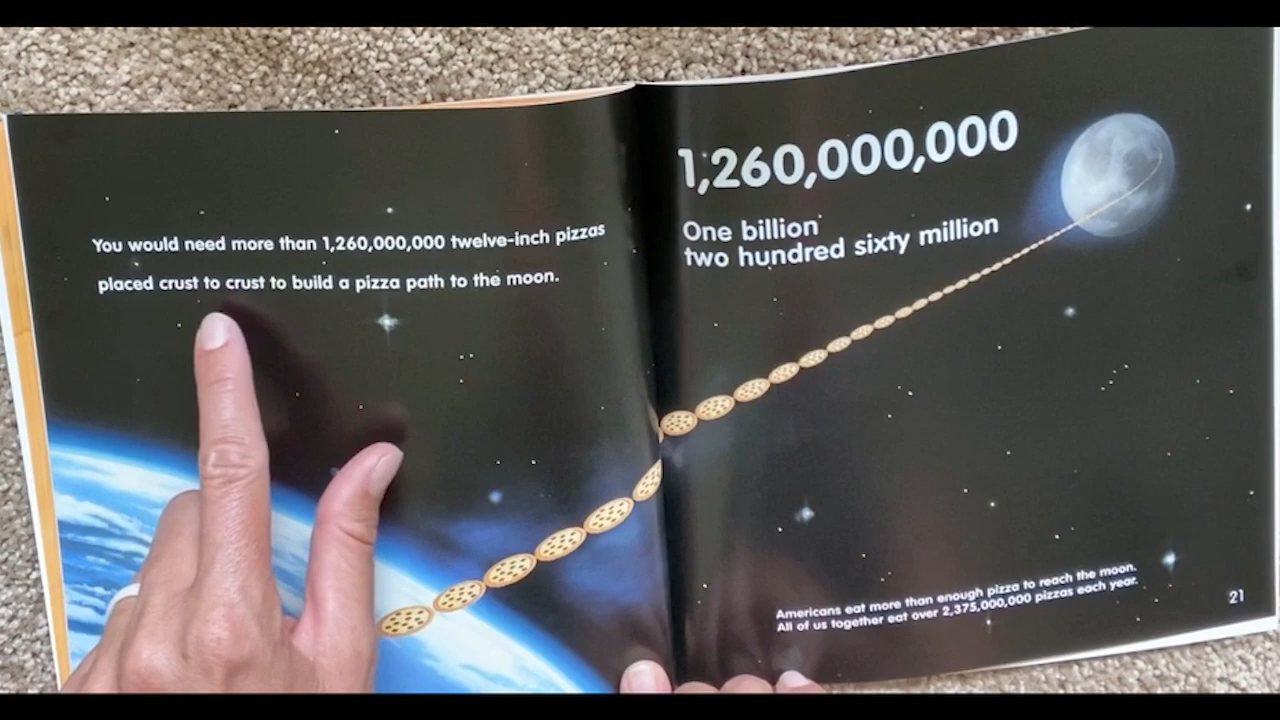 You would need more than 1,260,000,000 twelve-inch pizzas
placed crust to crust to build a pizza path to the moon.
1,260,000,000
One billion
two hundred sixty million
Americans eat more than enough pizza to reach the moon.
All of us together eat over 2,375,000,000 pizzas each year.
21